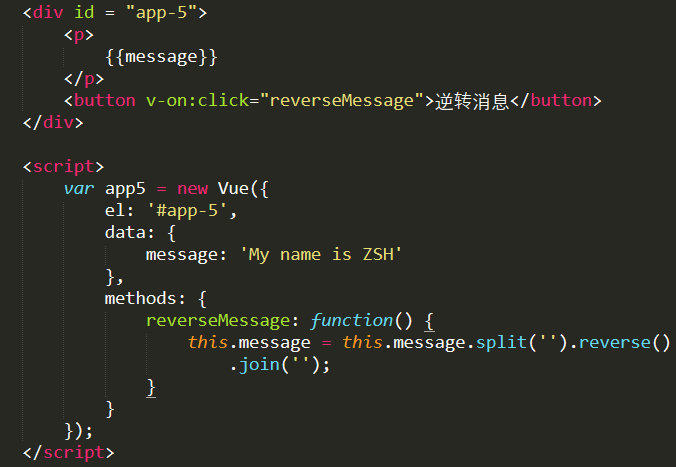 <div id = "app-5">
    <p>
        {{message}}
    </p>
    <button v-on:click="reverseMessage">逆转消息</button>
</div>

<script>
    var app5 = new Vue({
        el: '#app-5',
        data: {
            message: 'My name is ZSH'
        },
        methods: {
            reverseMessage: function() {
                this.message = this.message.split('').reverse()
                    .join('');
            }
        }
    });
</script>